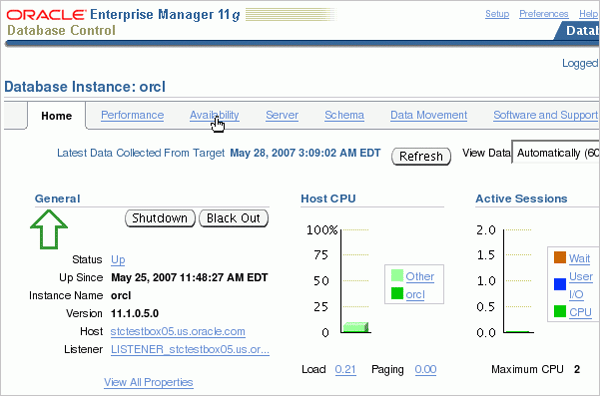 ORACLE Enterprise Manager 11g
Setup Preferences Help
Database Control
Logged
Database Instance: orcl
Home Performance Availability Server Schema Data Movement Software and Support
Latest Data Collected From Target May 28, 2007 3:09:02 AM EDT Refresh View Data Automatically (60
General
Shutdown Black Out
Status Up
Up Since May 25, 2007 11:48:27 AM EDT
Instance Name orcl
Version 11.1.0.5.0
Host stctestbox05.us.oracle.com
Listener LISTENER_stctestbox05.us.or...
View All Properties
Host CPU
100%
75
50
25
0
Other
orcl
Load 0.21 Paging 0.00
Active Sessions
2.0
1.5
1.0
0.5
0.0
Wait
User
I/O
CPU
Maximum CPU 2